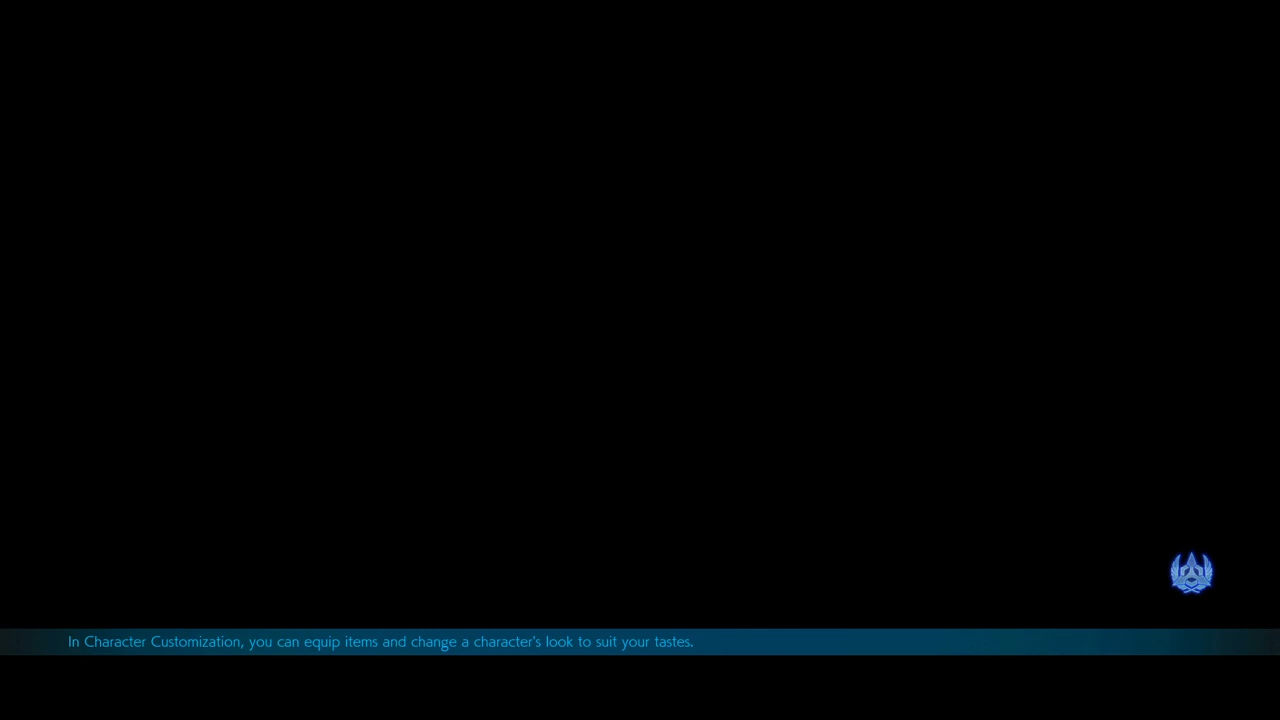 In Character Customization, you can equip items and change a character's look to suit your tastes.